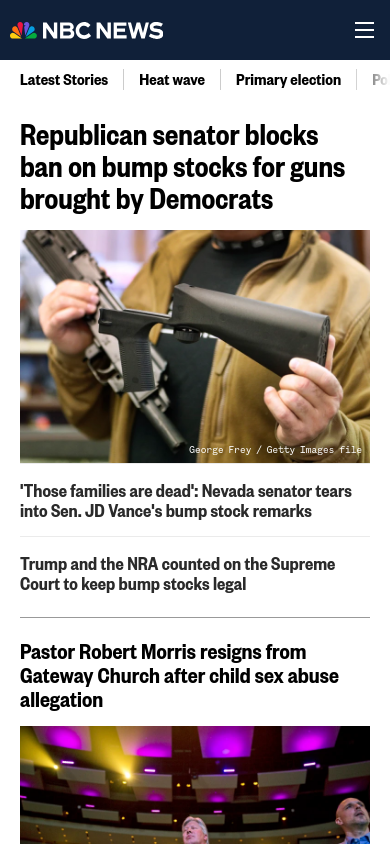 NBC NEWS
Latest Stories
Heat wave
Primary election
Republican senator blocks
ban on bump stocks for guns
brought by Democrats
George Frey / Getty Images file
'Those families are dead': Nevada senator tears
into Sen. JD Vance's bump stock remarks
Trump and the NRA counted on the Supreme
Court to keep bump stocks legal
Pastor Robert Morris resigns from
Gateway Church after child sex abuse
allegation